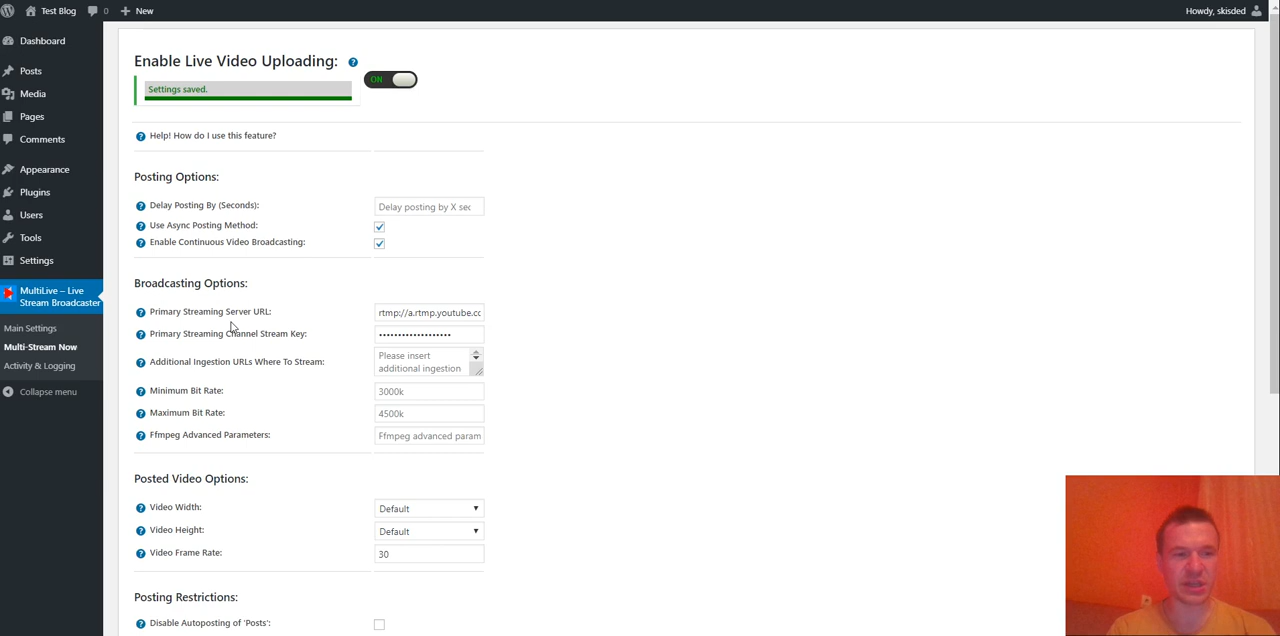 Test Blog
0
New
Howdy, skisded
Dashboard
Posts
Media
Pages
Comments
Appearance
Plugins
Users
Tools
Settings
MultiLive – Live
Stream Broadcaster
Main Settings
Multi-Stream Now
Activity & Logging
Collapse menu
Enable Live Video Uploading: ?
Settings saved.
ON
? Help! How do I use this feature?
Posting Options:
? Delay Posting By (Seconds): Delay posting by X sec
? Use Async Posting Method:
? Enable Continuous Video Broadcasting:
Broadcasting Options:
? Primary Streaming Server URL: rtmp://a.rtmp.youtube.cc
? Primary Streaming Channel Stream Key: •••••••••••••••••••
? Additional Ingestion URLs Where To Stream: Please insert
additional ingestion
? Minimum Bit Rate: 3000k
? Maximum Bit Rate: 4500k
? Ffmpeg Advanced Parameters: Ffmpeg advanced param
Posted Video Options:
? Video Width: Default
? Video Height: Default
? Video Frame Rate: 30
Posting Restrictions:
? Disable Autoposting of 'Posts':